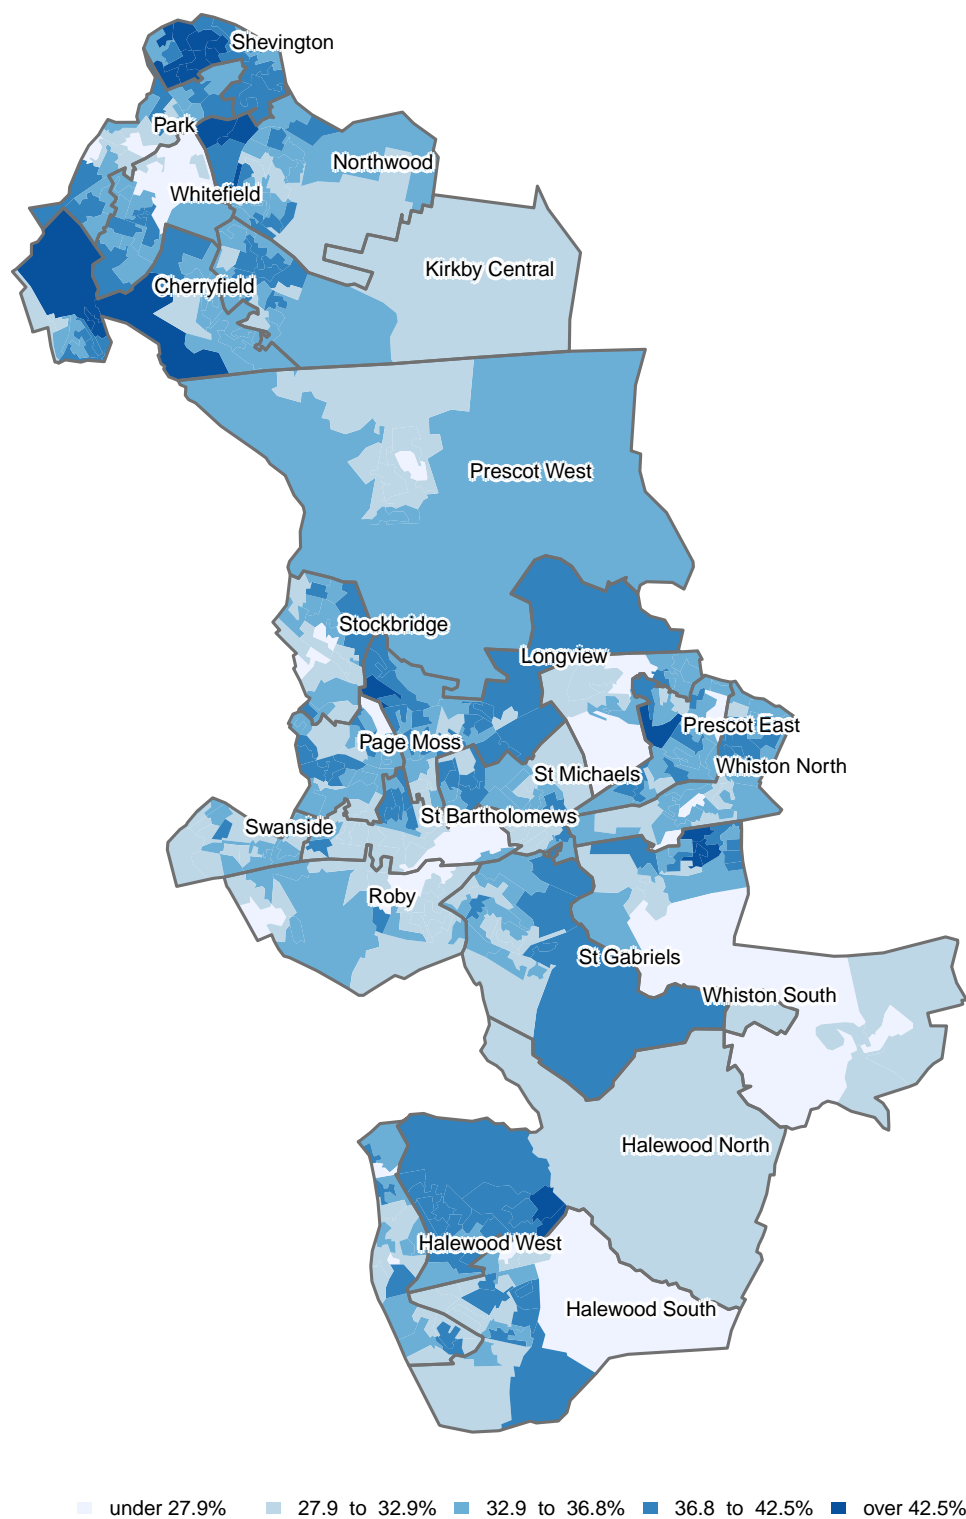 Shevington
Park
Northwood
Whitefield
Kirkby Central
Cherryfield
Prescot West
Stockbridge
Longview
Prescot East
Page Moss
Whiston North
St Michaels
St Bartholomews
Swanside
Roby
St Gabriels
Whiston South
Halewood North
Halewood West
Halewood South
under 27.9% 27.9 to 32.9% 32.9 to 36.8% 36.8 to 42.5% over 42.5%